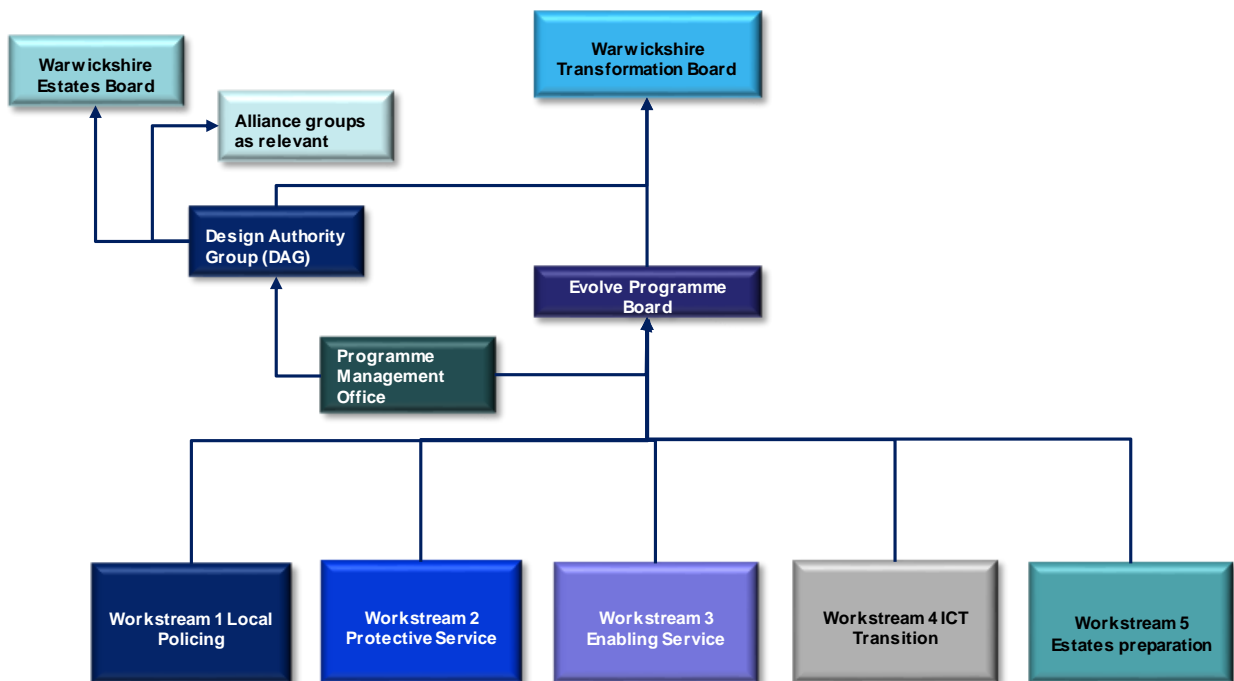 Warwickshire
Estates Board
Warwickshire
Transformation Board
Alliance groups
as relevant
Design Authority
Group (DAG)
Evolve Programme
Board
Programme
Management
Office
Workstream 1 Local
Policing
Workstream 2
Protective Service
Workstream 3
Enabling Service
Workstream 4 ICT
Transition
Workstream 5
Estates preparation